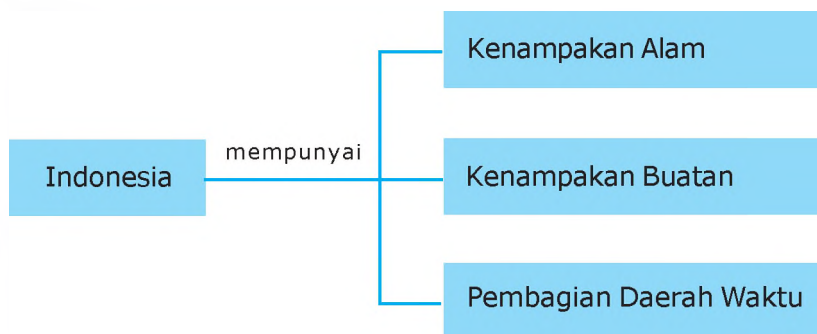 Kenampakan Alam
mempunyai
Indonesia
Kenampakan Buatan
Pembagian Daerah Waktu